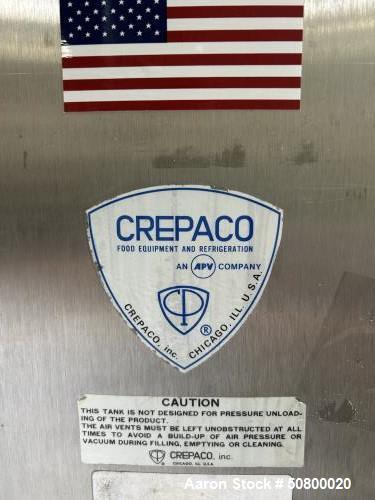 CREPACO
FOOD EQUIPMENT AND REFRIGERATION
AN APV COMPANY
CP
®
CREPACO, inc. CHICAGO, ILL. U.S.A.
CAUTION
THIS TANK IS NOT DESIGNED FOR PRESSURE UNLOAD-
ING OF THE PRODUCT.
THE AIR VENTS MUST BE LEFT UNOBSTRUCTED AT ALL
TIMES TO AVOID A BUILD-UP OF AIR PRESSURE OR
VACUUM DURING FILLING, EMPTYING OR CLEANING.
CP ® CREPACO, inc.
CHICAGO, ILL. U.S.A.
Aaron Stock #50800020